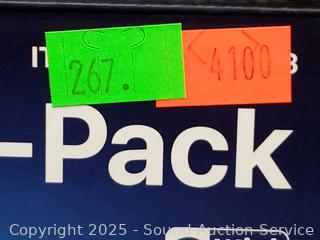 IT
267.
4100
-Pack
Copyright 2025 - Sound Auction Service